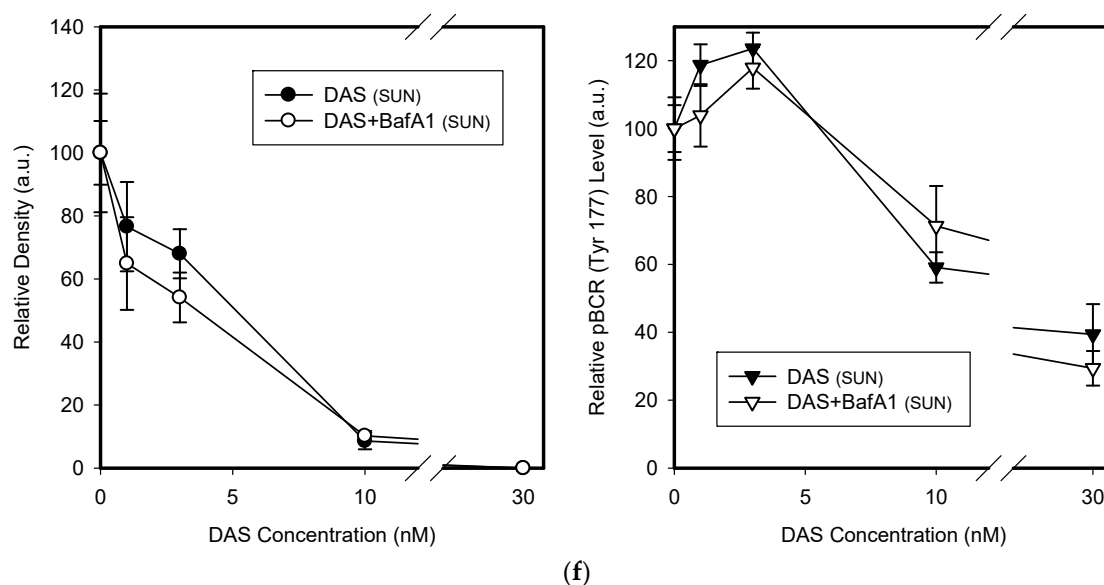 140
120
100
80
60
40
20
0
Relative Density (a.u.)
DAS (SUN)
DAS+BafA1 (SUN)
0
5
10
30
DAS Concentration (nM)
120
100
80
60
40
20
0
Relative pBCR (Tyr 177) Level (a.u.)
DAS (SUN)
DAS+BafA1 (SUN)
0
5
10
30
DAS Concentration (nM)
(f)